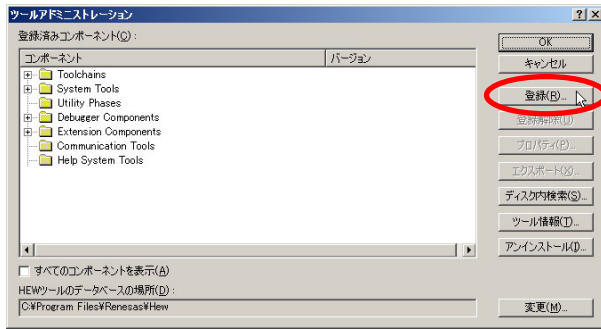 ツールアドミニストレーション
登録済みコンポーネント(C) :
コンポーネント
バージョン
Toolchains
System Tools
Utility Phases
Debugger Components
Extension Components
Communication Tools
Help System Tools
すべてのコンポーネントを表示(A)
HEWツールのデータベースの場所(D) :
C:¥Program Files¥Renesas¥Hew
OK
キャンセル
登録(R)...
登録解除(U)
プロパティ(P)...
エクスポート(X)...
ディスク内検索(S)...
ツール情報(T)...
アンインストール(I)...
変更(M)...